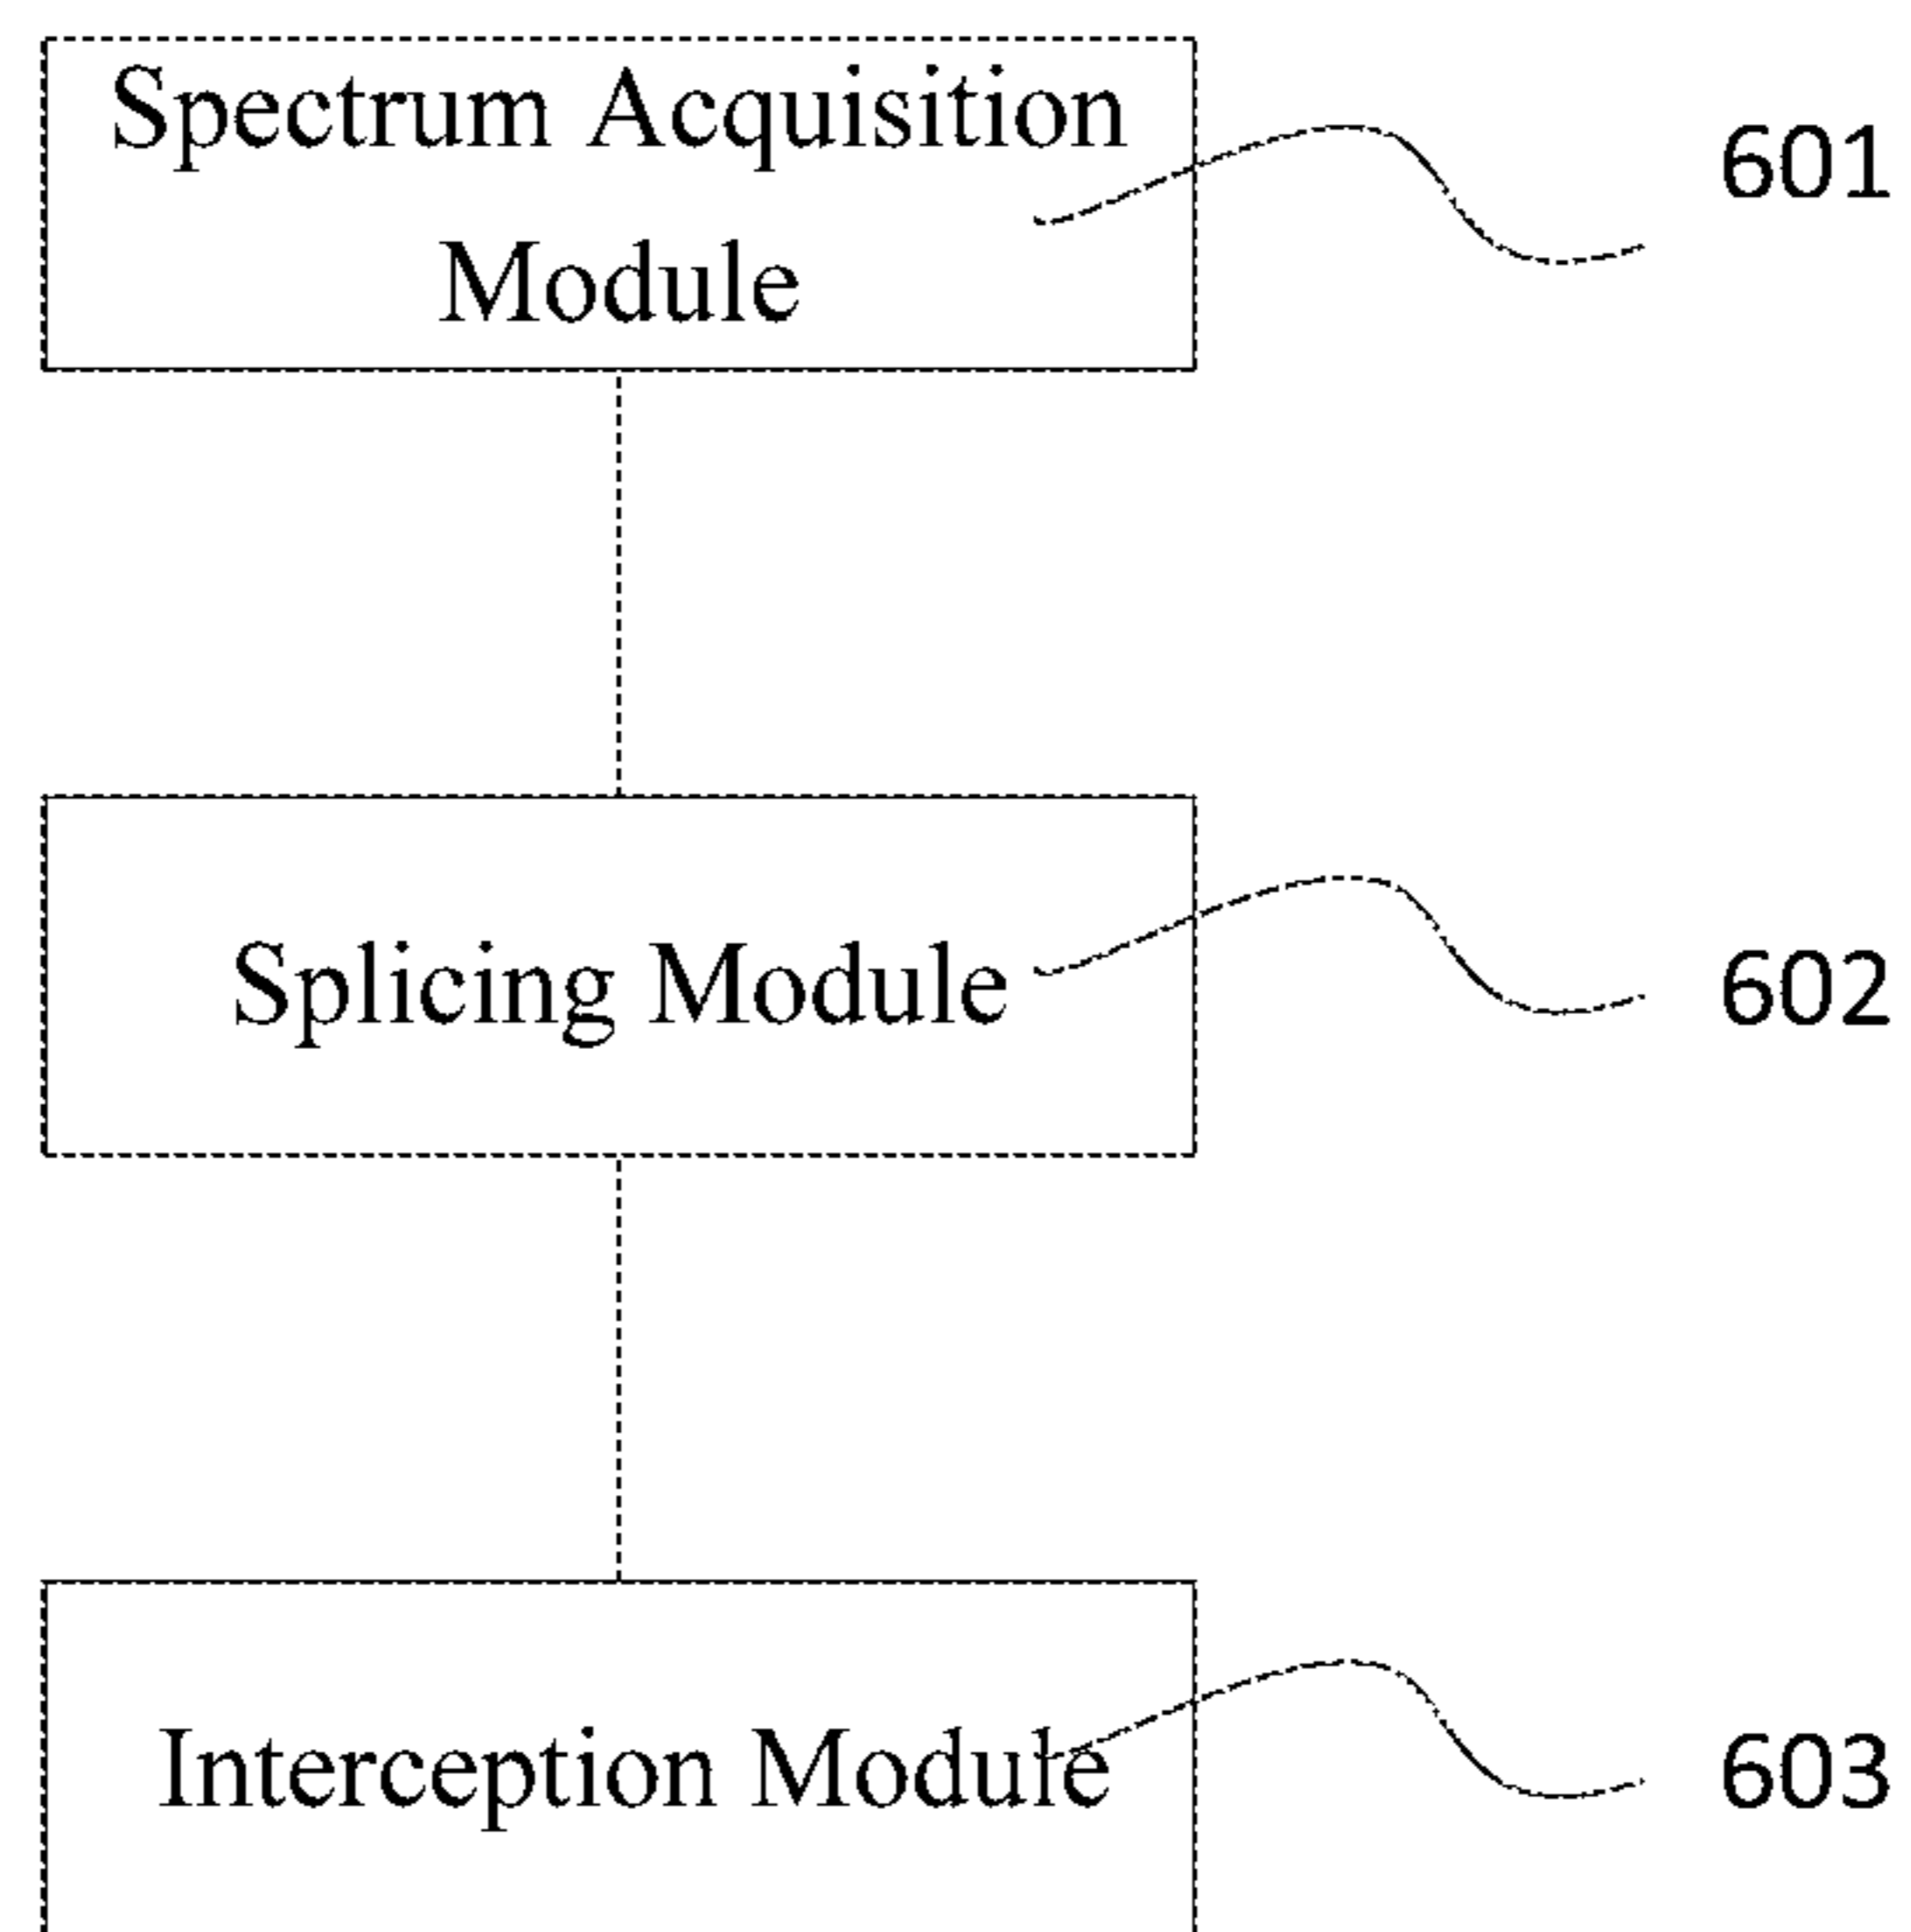 Spectrum Acquisition
Module
601
Splicing Module
602
Interception Module
603